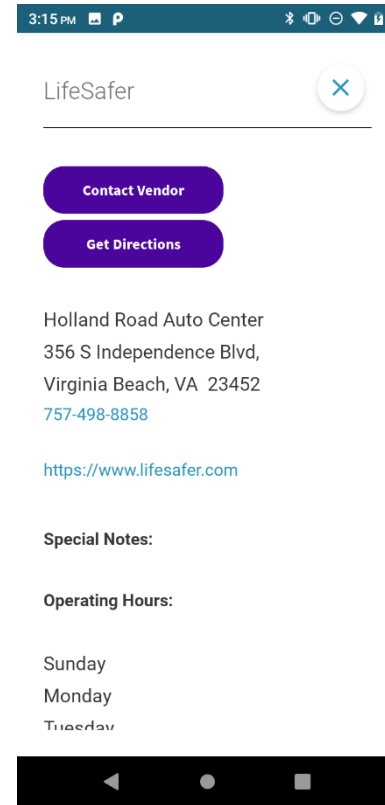 3:15 PM
LifeSafer
Contact Vendor
Get Directions
Holland Road Auto Center
356 S Independence Blvd,
Virginia Beach, VA  23452
757-498-8858
https://www.lifesafer.com
Special Notes:
Operating Hours:
Sunday
Monday
Tuesday